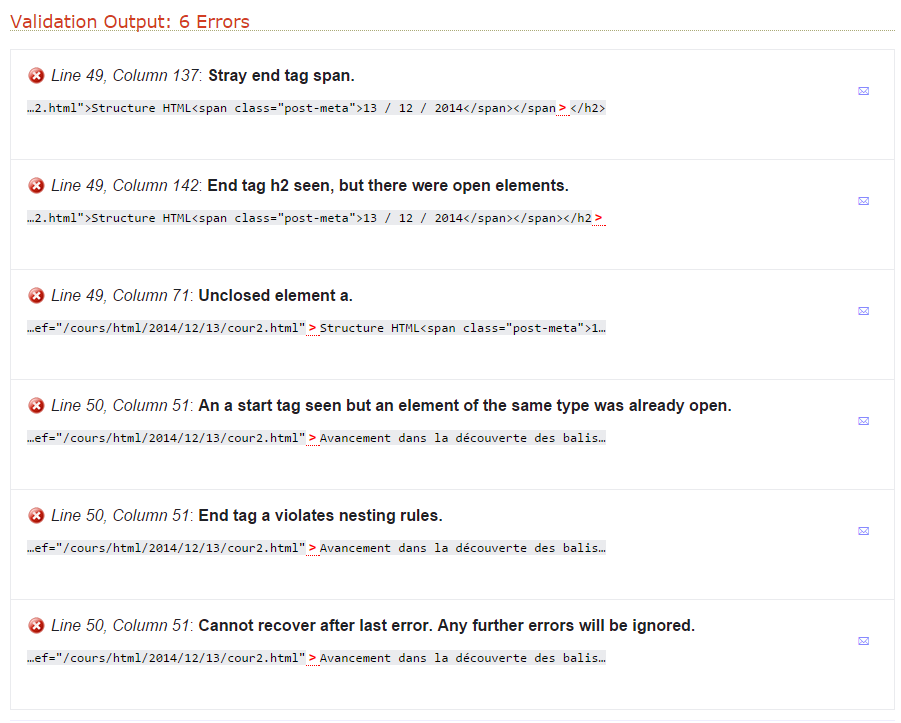 Validation Output: 6 Errors
Line 49, Column 137: Stray end tag span.
…2.html">Structure HTML<span class="post-meta">13 / 12 / 2014</span></span></h2>
Line 49, Column 142: End tag h2 seen, but there were open elements.
…2.html">Structure HTML<span class="post-meta">13 / 12 / 2014</span></span></h2>
Line 49, Column 71: Unclosed element a.
…ef="/cours/html/2014/12/13/cour2.html">Structure HTML<span class="post-meta">1…
Line 50, Column 51: An a start tag seen but an element of the same type was already open.
…ef="/cours/html/2014/12/13/cour2.html">Avancement dans la découverte des balis…
Line 50, Column 51: End tag a violates nesting rules.
…ef="/cours/html/2014/12/13/cour2.html">Avancement dans la découverte des balis…
Line 50, Column 51: Cannot recover after last error. Any further errors will be ignored.
…ef="/cours/html/2014/12/13/cour2.html">Avancement dans la découverte des balis…